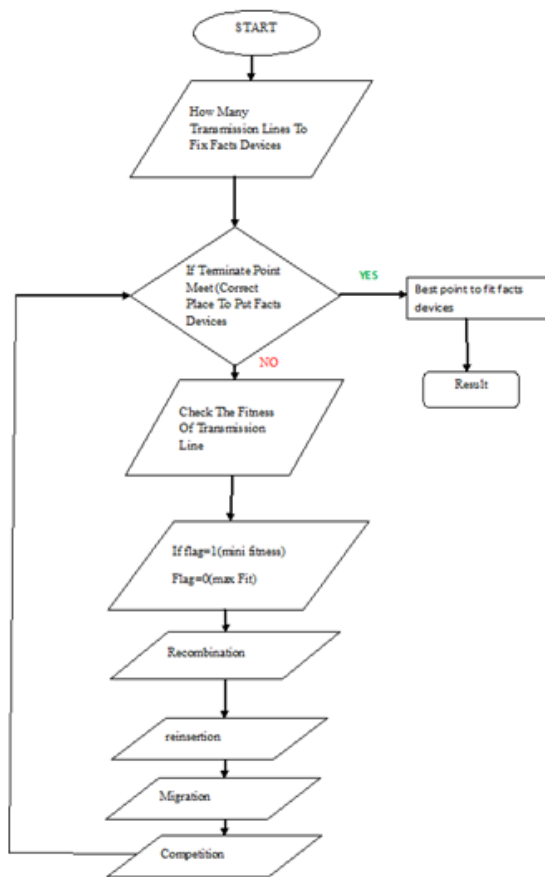 START
How Many
Transmission Lines To
Fix Facts Devices
If Terminate Point
Meet (Correct
Place To Put Facts
Devices
YES
Best point to fit facts
devices
Result
NO
Check The Fitness
Of Transmission
Line
If flag=1(mini fitness)
Flag=0(max Fit)
Recombination
reinsertion
Migration
Competition